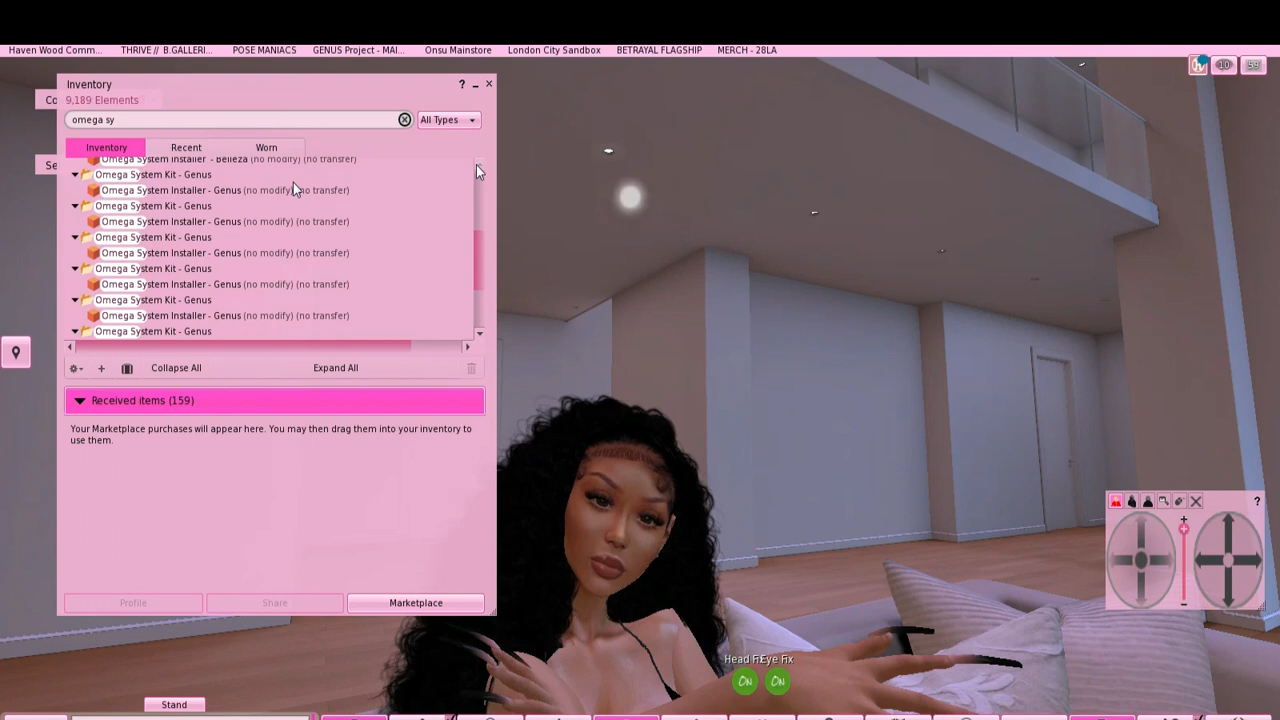 Haven Wood Comm... THRIVE // B.GALLERI... POSE MANIACS GENUS Project - MAI... Onsu Mainstore London City Sandbox BETRAYAL FLAGSHIP MERCH - 28LA
Inventory ?
9,189 Elements
Co
omega sy All Types
Inventory Recent Worn
Se
Omega System Installer - Belleza (no modify) (no transfer)
Omega System Kit - Genus
Omega System Installer - Genus (no modify) (no transfer)
Omega System Kit - Genus
Omega System Installer - Genus (no modify) (no transfer)
Omega System Kit - Genus
Omega System Installer - Genus (no modify) (no transfer)
Omega System Kit - Genus
Omega System Installer - Genus (no modify) (no transfer)
Omega System Kit - Genus
Omega System Installer - Genus (no modify) (no transfer)
Omega System Kit - Genus
Collapse All Expand All
Received items (159)
Your Marketplace purchases will appear here. You may then drag them into your inventory to
use them.
?
Profile Share Marketplace
Head Fix Eye Fix
ON ON
Stand